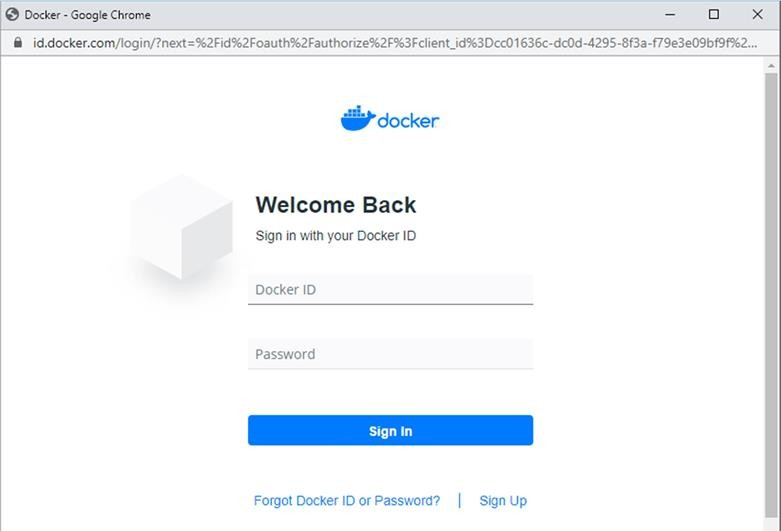 Docker - Google Chrome
id.docker.com/login/?next=%2Fid%2Foauth%2Fauthorize%2F%3Fclient_id%3Dcc01636c-dc0d-4295-8f3a-f79e3e09bf9f%2...
docker
Welcome Back
Sign in with your Docker ID
Docker ID
Password
Sign In
Forgot Docker ID or Password? | Sign Up